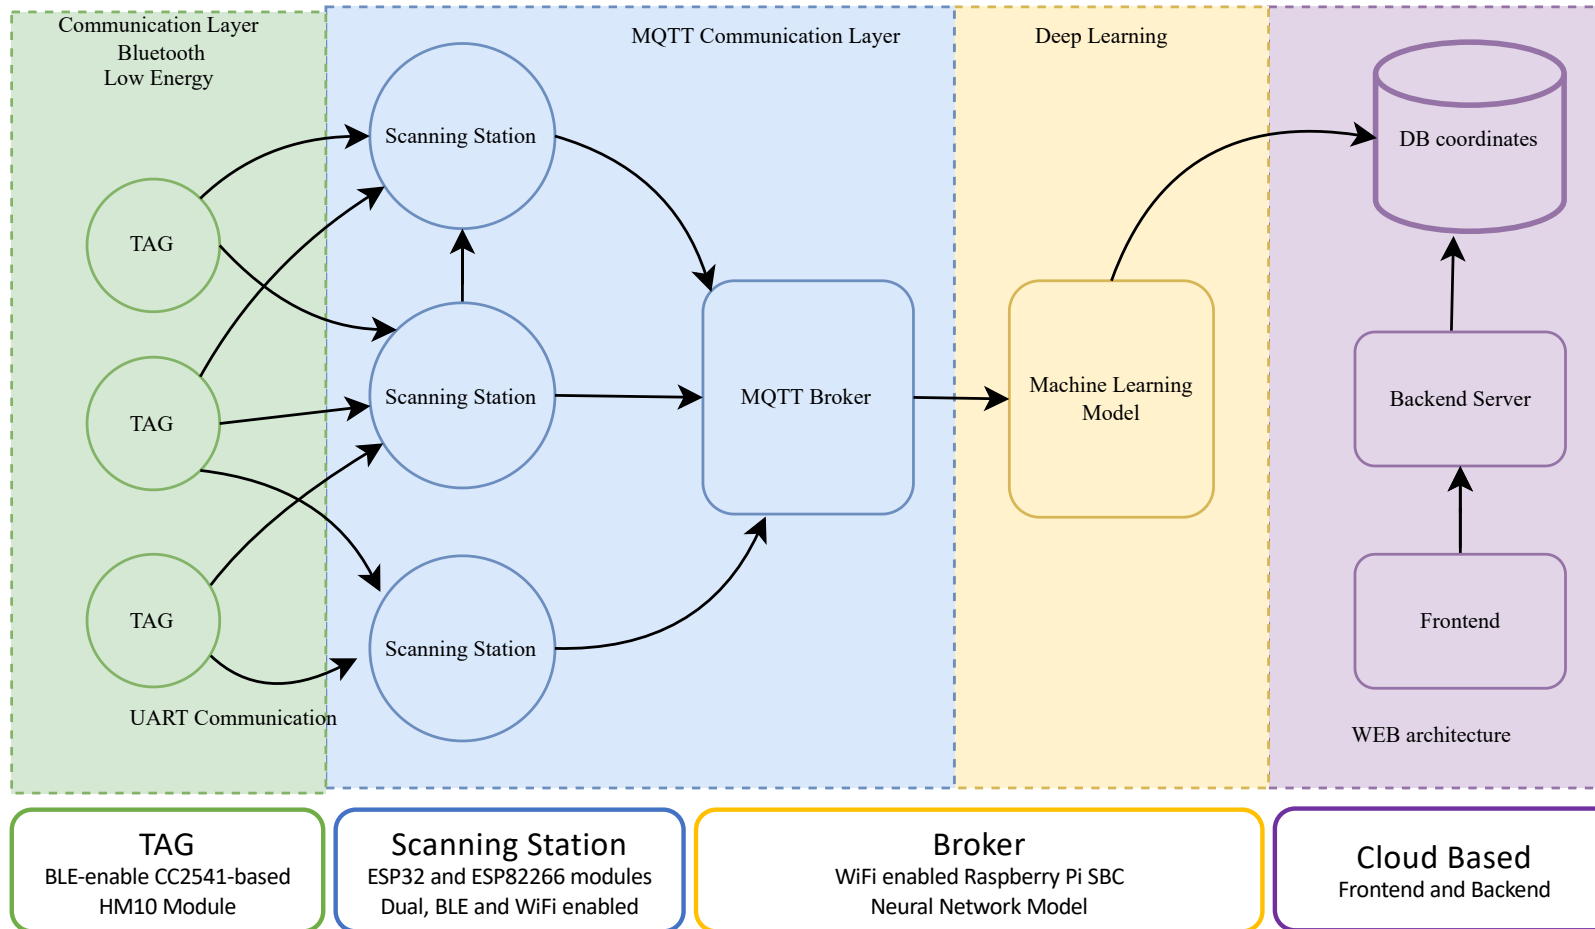 Communication Layer
Bluetooth
Low Energy
MQTT Communication Layer
Deep Learning
Scanning Station
DB coordinates
TAG
TAG
Scanning Station
MQTT Broker
Machine Learning
Model
Backend Server
TAG
Scanning Station
Frontend
UART Communication
WEB architecture
TAG
BLE-enable CC2541-based
HM10 Module
Scanning Station
ESP32 and ESP82266 modules
Dual, BLE and WiFi enabled
Broker
WiFi enabled Raspberry Pi SBC
Neural Network Model
Cloud Based
Frontend and Backend